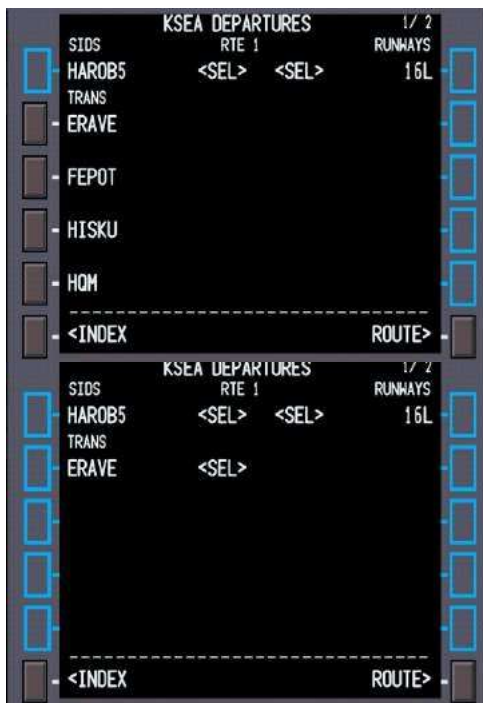 KSEA DEPARTURES 1/ 2
SIDS RTE 1 RUNWAYS
HAROB5 <SEL> <SEL> 16L
TRANS
ERAVE
FEPOT
HISKU
HQM
<INDEX ROUTE>
KSEA DEPARTURES 1/ 2
SIDS RTE 1 RUNWAYS
HAROB5 <SEL> <SEL> 16L
TRANS
ERAVE <SEL>
<INDEX ROUTE>